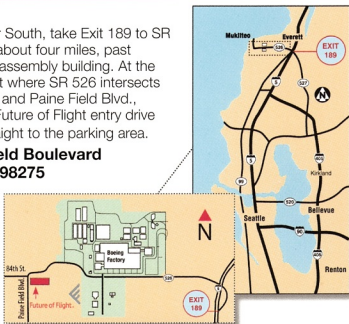 South, take Exit 189 to SR
about four miles, past
assembly building. At the
where SR 526 intersects
and Paine Field Blvd.,
Future of Flight entry drive
aight to the parking area.
eld Boulevard
98275
Mukilteo
Everett
526
EXIT
189
5
527
N
5
405
Kirkland
99
520
Seattle
Bellevue
90
405
Renton
Boeing
Factory
N
84th St.
526
Paine Field Blvd.
Future of Flight
EXIT
189